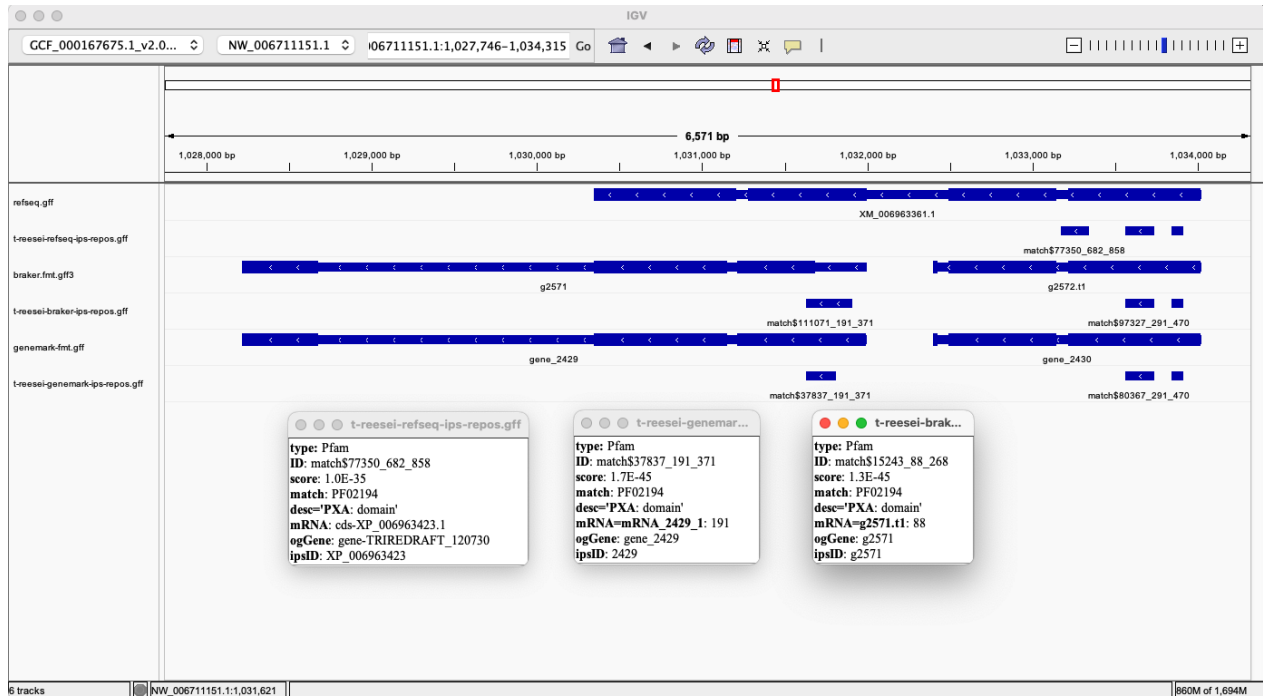 IGV
GCF_000167675.1_v2.0... NW_006711151.1 06711151.1:1,027,746-1,034,315 Go
6,571 bp
1,028,000 bp 1,029,000 bp 1,030,000 bp 1,031,000 bp 1,032,000 bp 1,033,000 bp 1,034,000 bp
refseq.gff
XM_006963361.1
t-reesei-refseq-ips-repos.gff
match$77350_682_858
braker.fmt.gff3
g2571 g2572.t1
t-reesei-braker-ips-repos.gff
match$111071_191_371 match$97327_291_470
genemark-fmt.gff
gene_2429 gene_2430
t-reesei-genemark-ips-repos.gff
match$37837_191_371 match$80367_291_470
t-reesei-refseq-ips-repos.gff
type: Pfam
ID: match$77350_682_858
score: 1.0E-35
match: PF02194
desc='PXA: domain'
mRNA: cds-XP_006963423.1
ogGene: gene-TRIREDRAFT_120730
ipsID: XP_006963423
t-reesei-genemar...
type: Pfam
ID: match$37837_191_371
score: 1.7E-45
match: PF02194
desc='PXA: domain'
mRNA=mRNA_2429_1: 191
ogGene: gene_2429
ipsID: 2429
t-reesei-brak...
type: Pfam
ID: match$15243_88_268
score: 1.3E-45
match: PF02194
desc='PXA: domain'
mRNA=g2571.t1: 88
ogGene: g2571
ipsID: g2571
6 tracks NW_006711151.1:1,031,621 860M of 1,694M